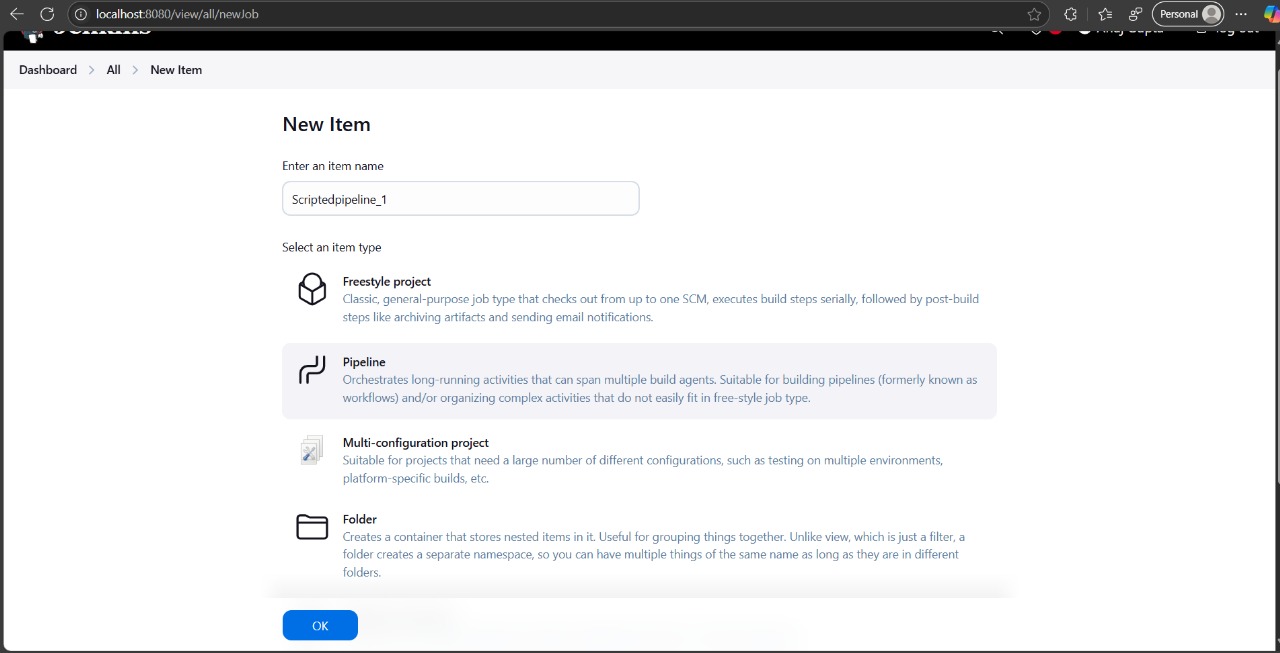 localhost:8080/view/all/newJob
Personal
Dashboard > All > New Item
New Item
Enter an item name
Scriptedpipeline_1
Select an item type
Freestyle project
Classic, general-purpose job type that checks out from up to one SCM, executes build steps serially, followed by post-build
steps like archiving artifacts and sending email notifications.
Pipeline
Orchestrates long-running activities that can span multiple build agents. Suitable for building pipelines (formerly known as
workflows) and/or organizing complex activities that do not easily fit in free-style job type.
Multi-configuration project
Suitable for projects that need a large number of different configurations, such as testing on multiple environments,
platform-specific builds, etc.
Folder
Creates a container that stores nested items in it. Useful for grouping things together. Unlike view, which is just a filter, a
folder creates a separate namespace, so you can have multiple things of the same name as long as they are in different
folders.
OK